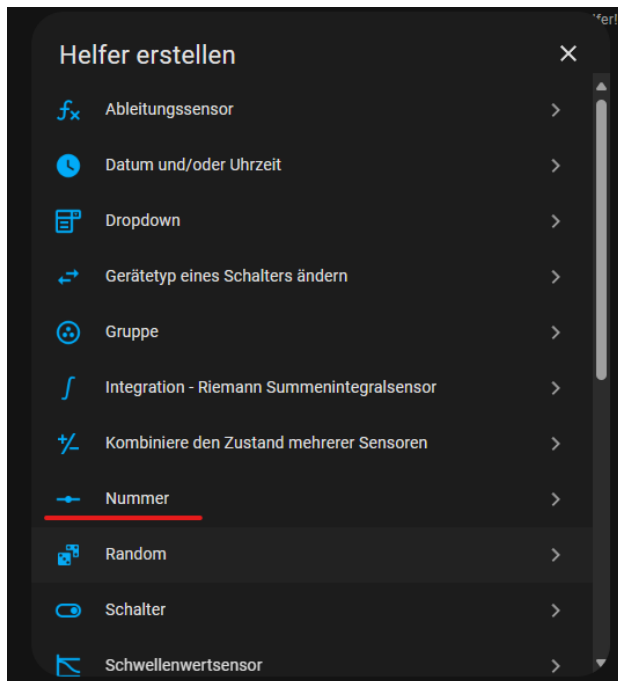 fer!
Helfer erstellen
Ableitungssensor
Datum und/oder Uhrzeit
Dropdown
Gerätetyp eines Schalters ändern
Gruppe
Integration - Riemann Summenintegralsensor
Kombiniere den Zustand mehrerer Sensoren
Nummer
Random
Schalter
Schwellenwertsensor